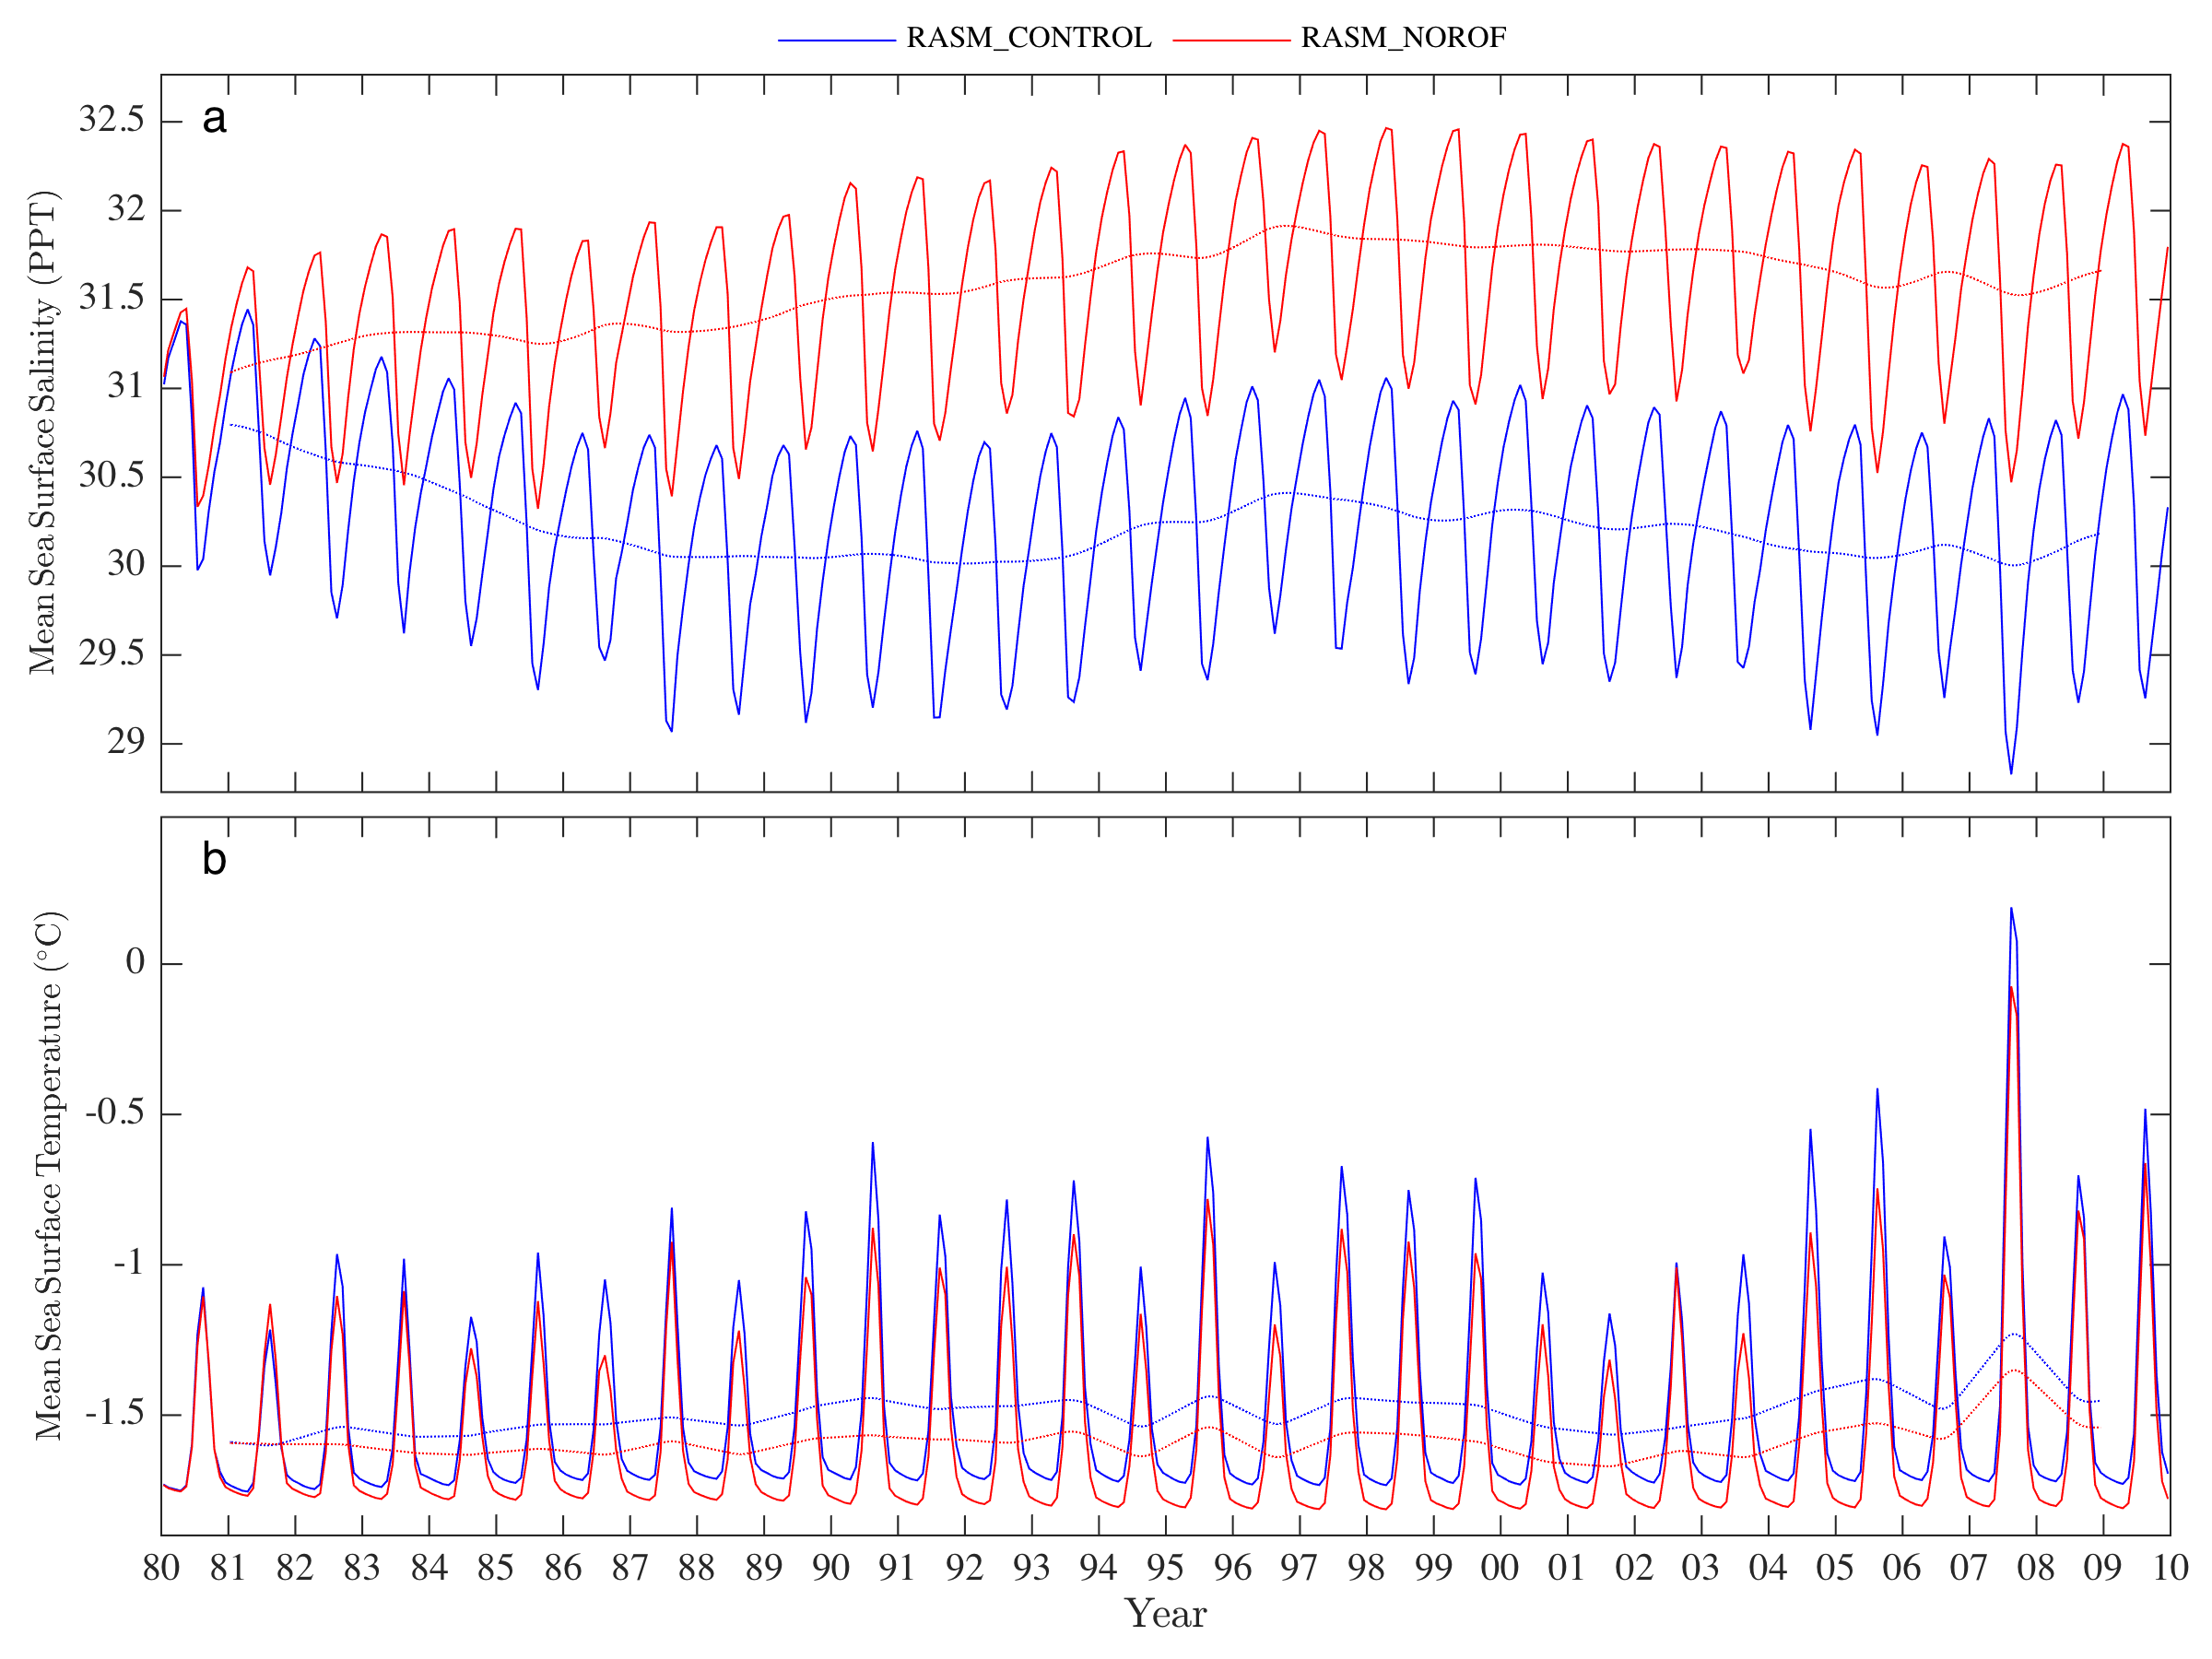 RASM_CONTROL RASM_NOROF
a
32.5
32
31.5
31
30.5
30
29.5
29
Mean Sea Surface Salinity (PPT)
b
0
-0.5
-1
-1.5
Mean Sea Surface Temperature (°C)
80 81 82 83 84 85 86 87 88 89 90 91 92 93 94 95 96 97 98 99 00 01 02 03 04 05 06 07 08 09 10
Year